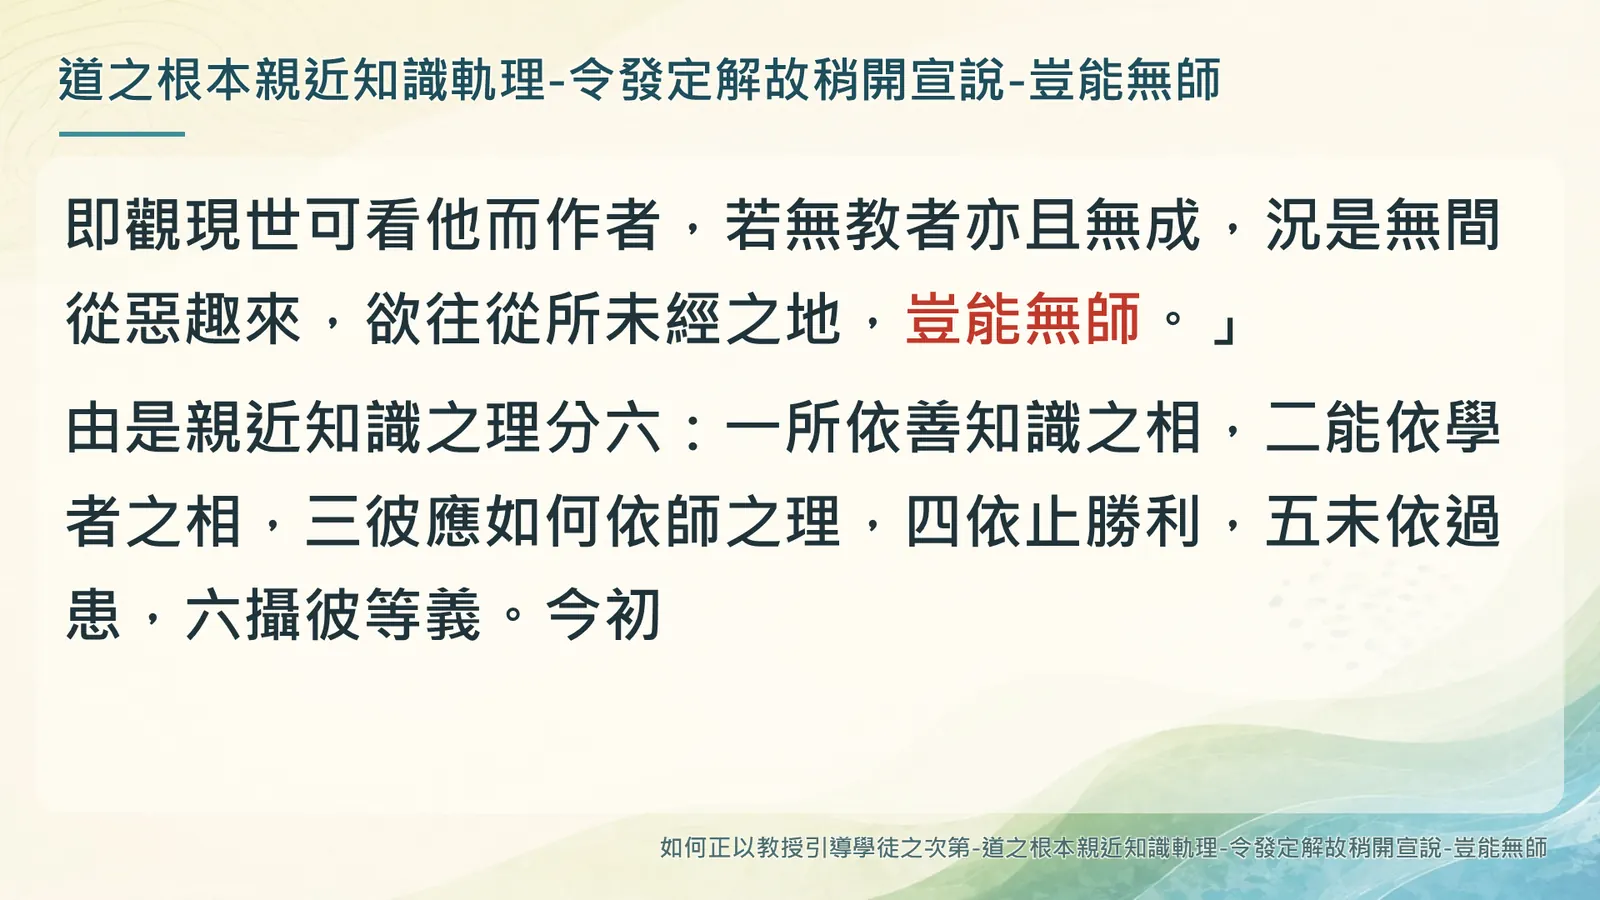 道之根本親近知識軌理-令發定解故稍開宣說-豈能無師
即觀現世可看他而作者，若無教者亦且無成，況是無間
從惡趣來，欲往從所未經之地，豈能無師。」
由是親近知識之理分六：一所依善知識之相，二能依學
者之相，三彼應如何依師之理，四依止勝利，五未依過
患，六攝彼等義。今初
如何正以教授引導學徒之次第-道之根本親近知識軌理-令發定解故稍開宣說-豈能無師